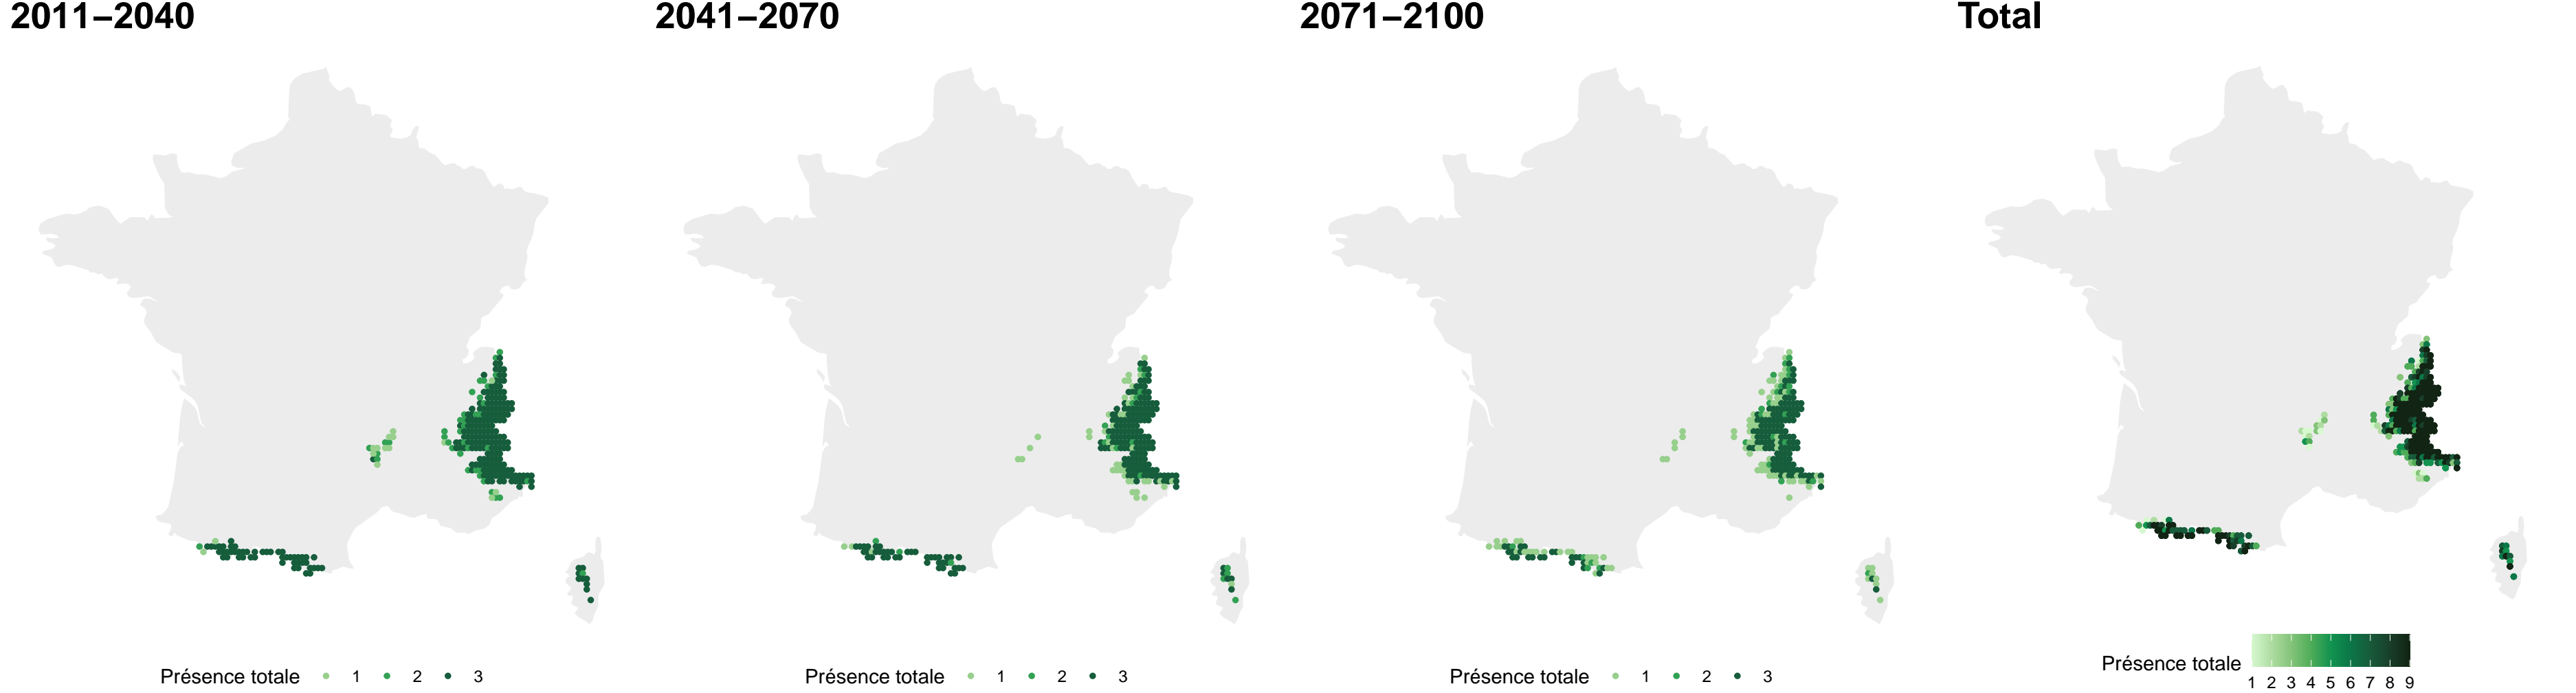 2011–2040
2041–2070
2071–2100
Total
Présence totale 1 2 3
Présence totale 1 2 3
Présence totale 1 2 3
Présence totale
1 2 3 4 5 6 7 8 9